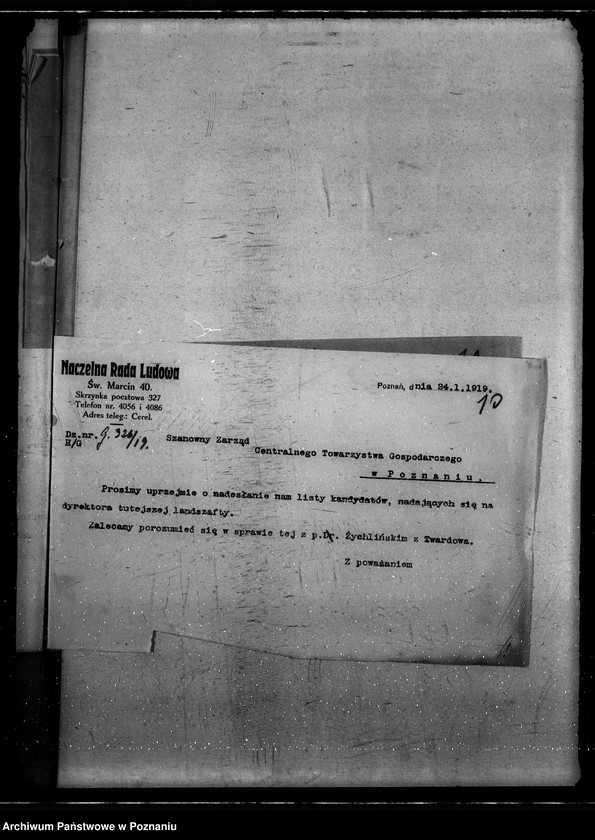 Naczelna Rada Ludowa
Św. Marcin 40.
Skrzynka pocztowa 327
Telefon nr. 4056 i 4086
Adres teleg.: Cerel.
Poznań, dnia 24.1.1919.
10
Dz.nr. g. 326/19.
H/G
Szanowny Zarząd
Centralnego Towarzystwa Gospodarczego
w Poznaniu.
Prosimy uprzejmie o nadesłanie nam listy kandydatów, nadających się na
dyrektora tutejszej landszafty.
Zalecamy porozumieć się w sprawie tej z p.Dr. Żychlińskim z Twardowa.
Z poważaniem
Archiwum Państwowe w Poznaniu